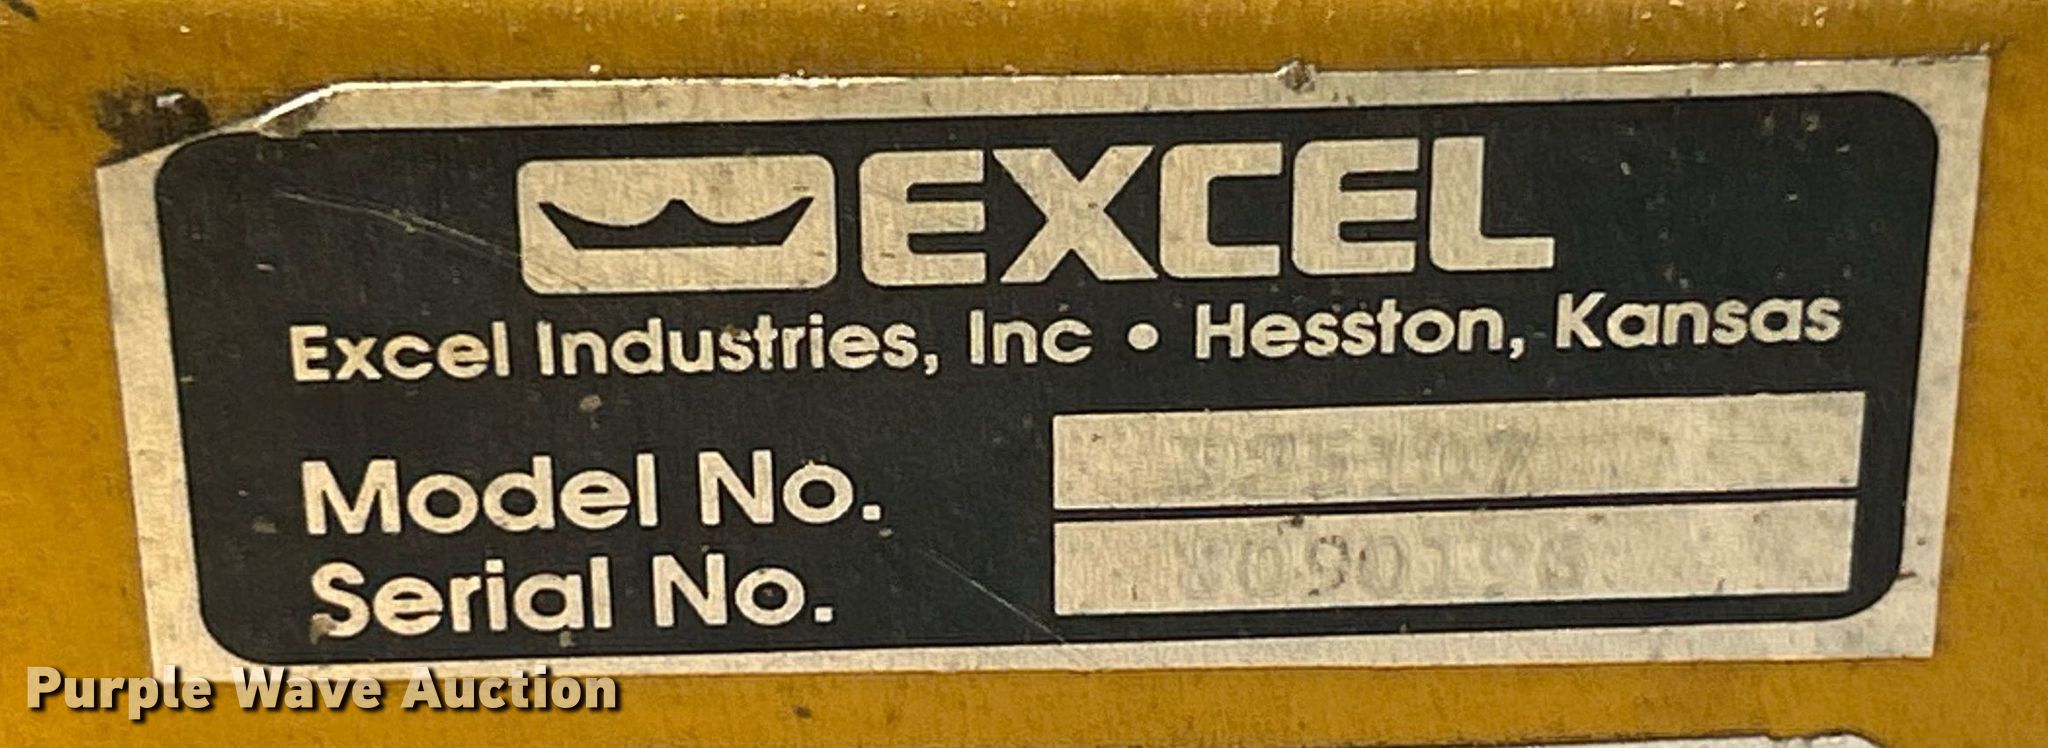 EXCEL
Excel Industries, Inc • Hesston, Kansas
Model No.
Serial No.
Purple Wave Auction